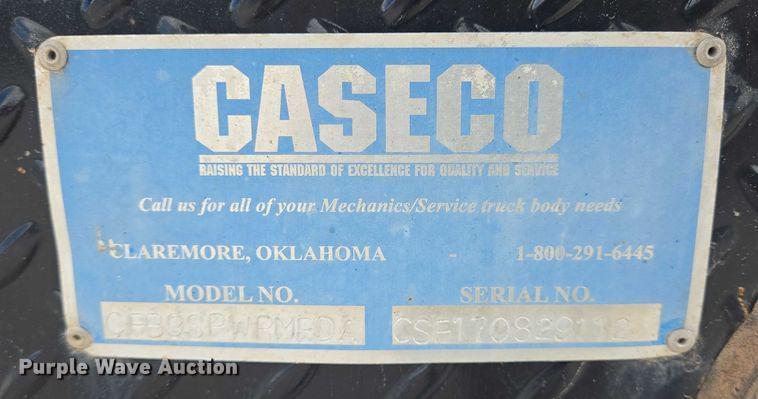 CASECO
RAISING THE STANDARD OF EXCELLENCE FOR QUALITY AND SERVICE
Call us for all of your Mechanics/Service truck body needs
CLAREMORE, OKLAHOMA - 1-800-291-6445
MODEL NO. SERIAL NO.
Purple Wave Auction